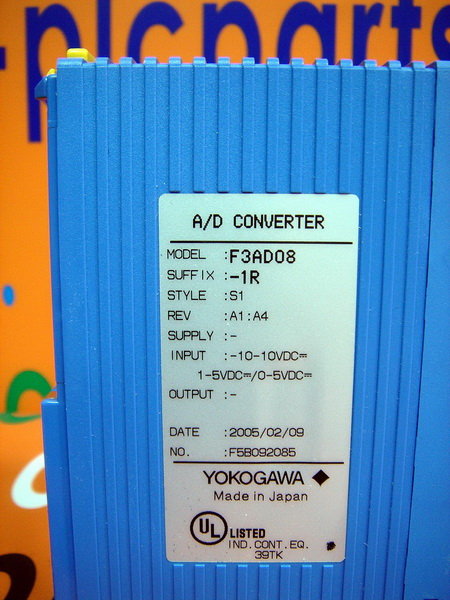 -plcparts
A/D CONVERTER
MODEL :F3AD08
SUFFIX :-1R
STYLE :S1
REV :A1:A4
SUPPLY :-
INPUT :-10-10VDC⎓
1-5VDC⎓/0-5VDC⎓
OUTPUT :-
DATE :2005/02/09
NO. :F5B092085
YOKOGAWA ◆
Made in Japan
UL LISTED
IND.CONT.EQ.
39TK